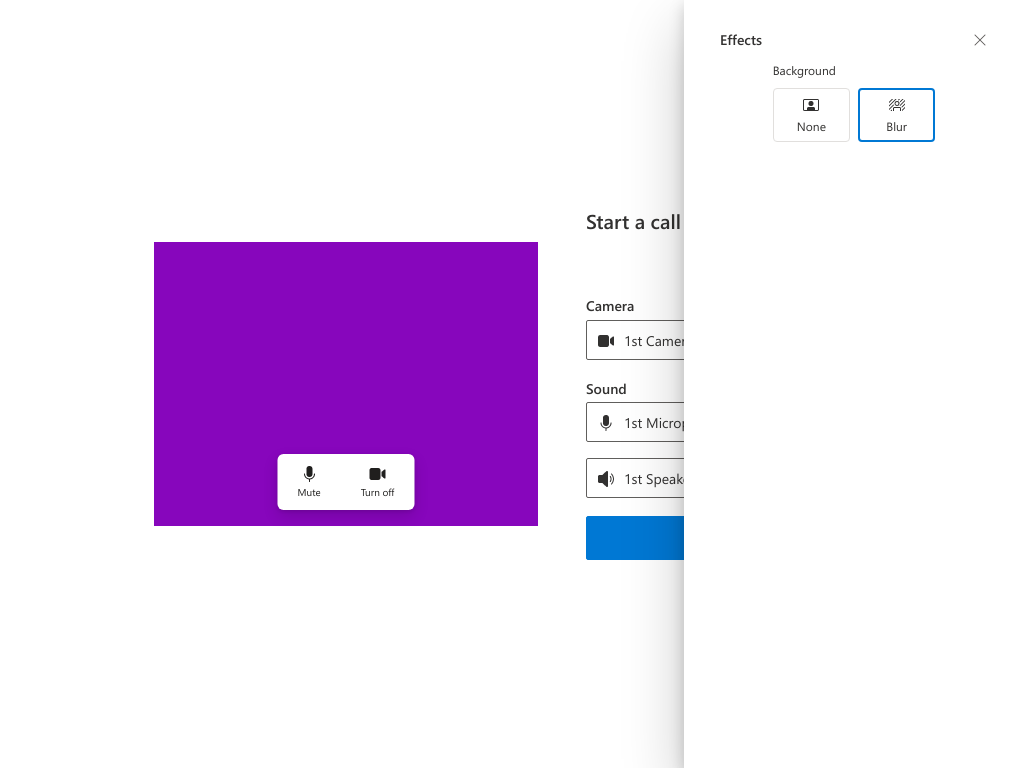 Effects
Background
None
Blur
Start a call
Camera
1st Camer
Sound
1st Microp
1st Speak
Mute
Turn off